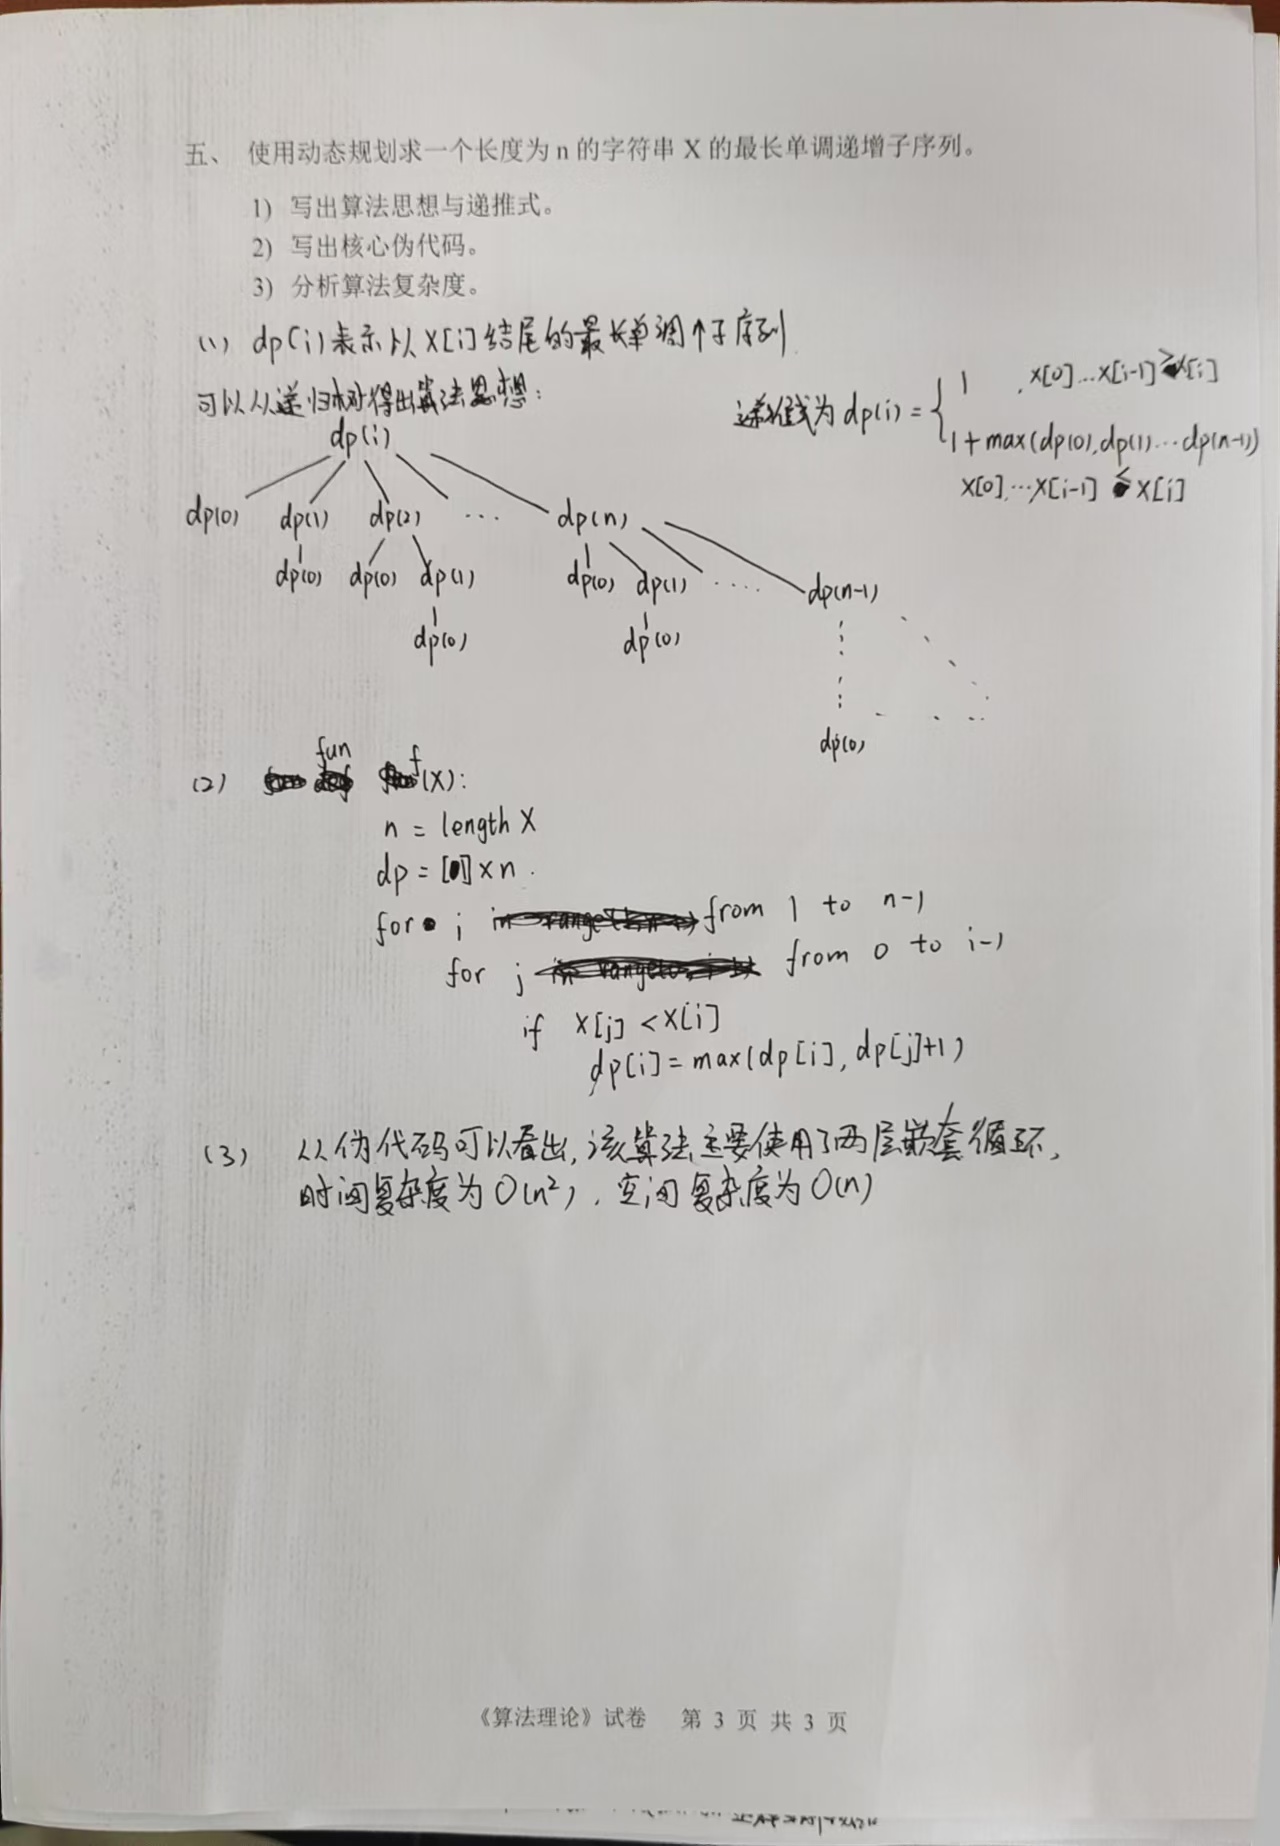 五、 使用动态规划求一个长度为 n 的字符串 X 的最长单调递增子序列。
1) 写出算法思想与递推式。
2) 写出核心伪代码。
3) 分析算法复杂度。
(1) dp(i)表示以X[i]结尾的最长单调↑子序列
可以从递归树得出算法思想:
递推式为 dp(i) = { 1 , X[0]...X[i-1] ≥ X[i]
1+max(dp(0),dp(1)...dp(n-1))
X[0],...X[i-1] ≤ X[i]
dp(i)
dp(0) dp(1) dp(2) ... dp(n)
dp(0) dp(0) dp(1) dp(0) dp(1) .... dp(n-1)
dp(0) dp(0)
dp(0)
(2) fun f(X):
n = length X
dp = [1] × n .
for i from 1 to n-1
for j from 0 to i-1
if X[j] < X[i]
dp[i] = max(dp[i], dp[j]+1)
(3) 从伪代码可以看出,该算法主要使用了两层嵌套循环,
时间复杂度为O(n²),空间复杂度为O(n)
《算法理论》试卷 第 3 页 共 3 页